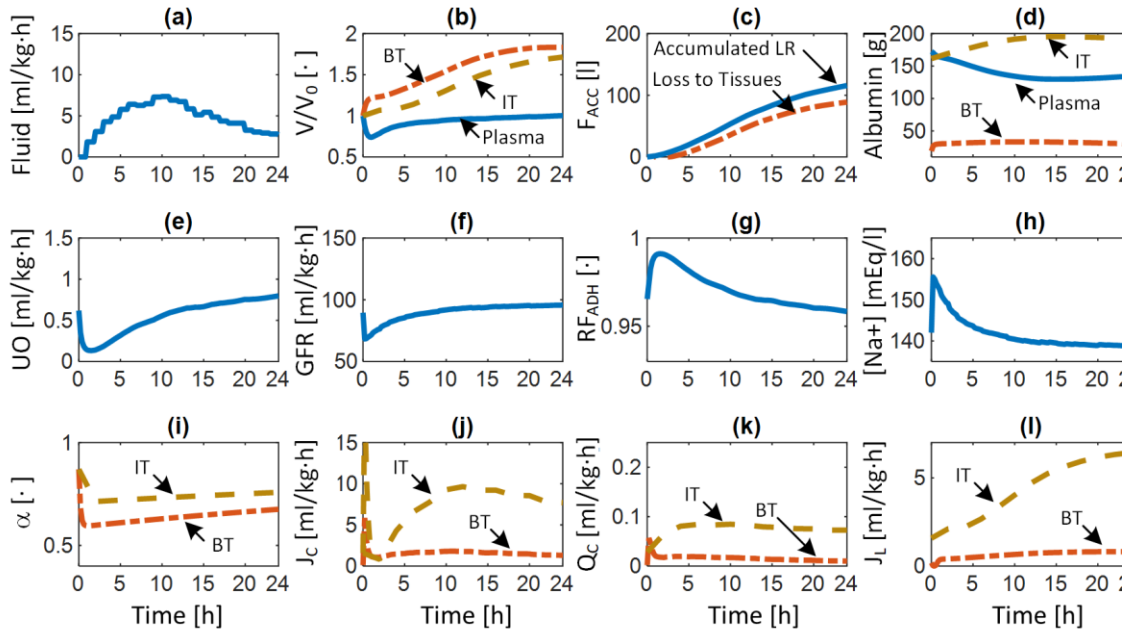 (a)
Fluid [ml/kg·h]
15
10
5
0
0 5 10 15 20 24
(b)
V/V0 [·]
2
1.5
1
0.5
BT
IT
Plasma
0 5 10 15 20 24
(c)
FACC [l]
200
100
0
Accumulated LR
Loss to Tissues
0 5 10 15 20 24
(d)
Albumin [g]
200
150
100
50
IT
Plasma
BT
0 5 10 15 20 24
(e)
UO [ml/kg·h]
1.5
1
0.5
0
0 5 10 15 20 24
(f)
GFR [ml/kg·h]
150
100
50
0 5 10 15 20 24
(g)
RFADH [·]
1
0.95
0 5 10 15 20 24
(h)
[Na+] [mEq/l]
160
150
140
0 5 10 15 20 24
(i)
α [·]
1
0.5
IT
BT
0 5 10 15 20 24
Time [h]
(j)
JC [ml/kg·h]
15
10
5
0
IT
BT
0 5 10 15 20 24
Time [h]
(k)
QC [ml/kg·h]
0.2
0.1
0
IT
BT
0 5 10 15 20 24
Time [h]
(l)
JL [ml/kg·h]
5
0
IT
BT
0 5 10 15 20 24
Time [h]